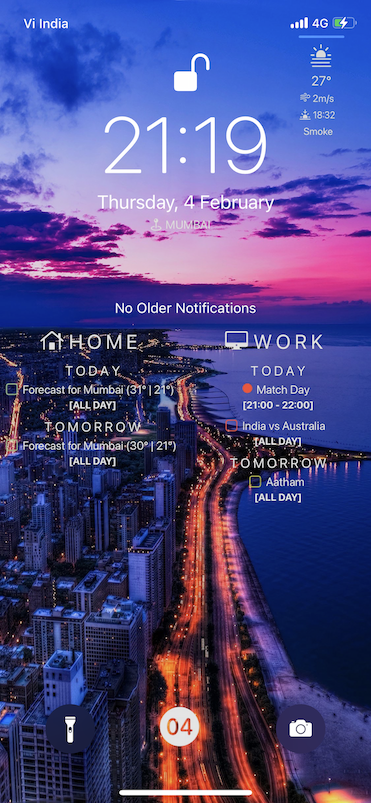 Vi India
4G
27°
2m/s
18:32
Smoke
21:19
Thursday, 4 February
MUMBAI
No Older Notifications
HOME
TODAY
Forecast for Mumbai (31° | 21°)
[ALL DAY]
TOMORROW
Forecast for Mumbai (30° | 21°)
[ALL DAY]
WORK
TODAY
Match Day
[21:00 - 22:00]
India vs Australia
[ALL DAY]
TOMORROW
Aatham
[ALL DAY]
04